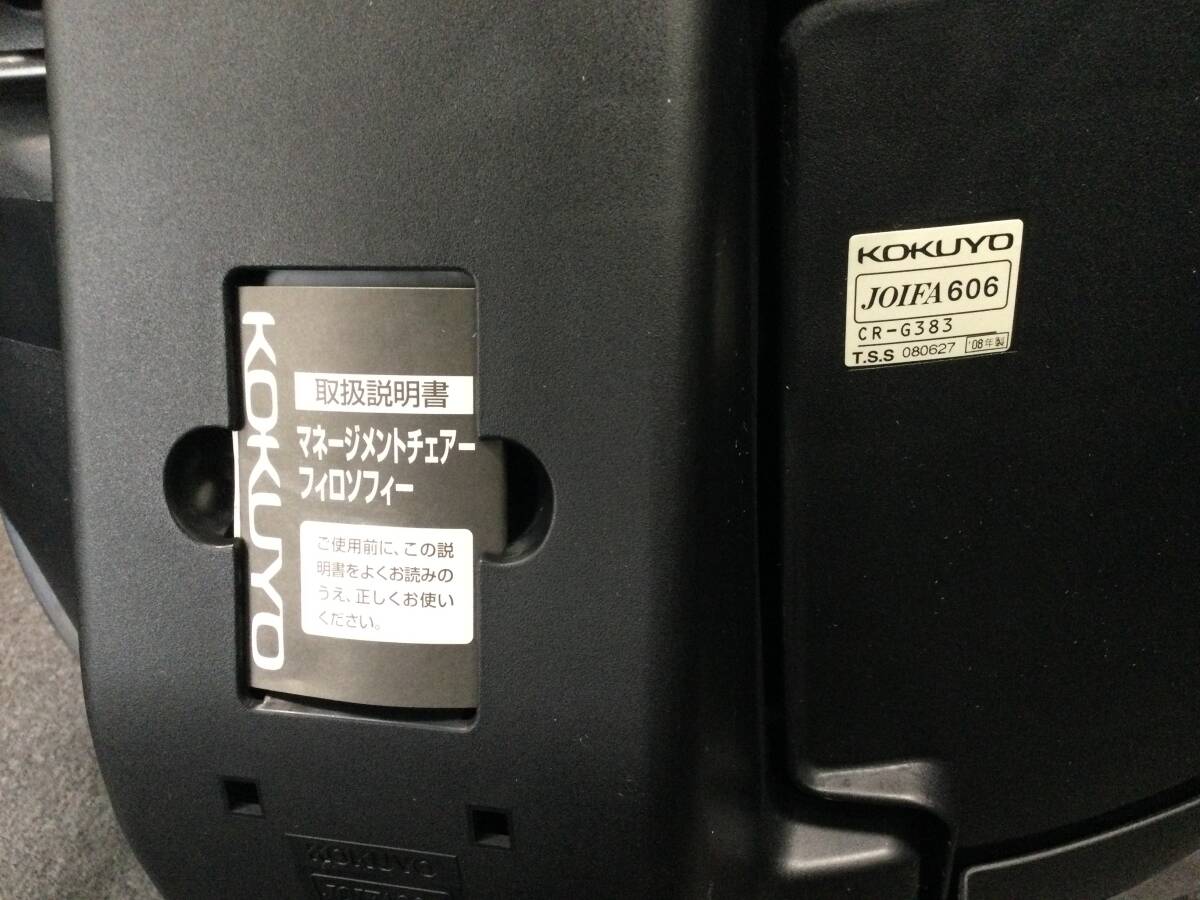 KOKUYO
取扱説明書
マネージメントチェアー
フィロソフィー
ご使用前に、この説
明書をよくお読みの
うえ、正しくお使い
ください。
KOKUYO
JOIFA 606
CR-G383
T.S.S 080627 '08年製
KOKUYO